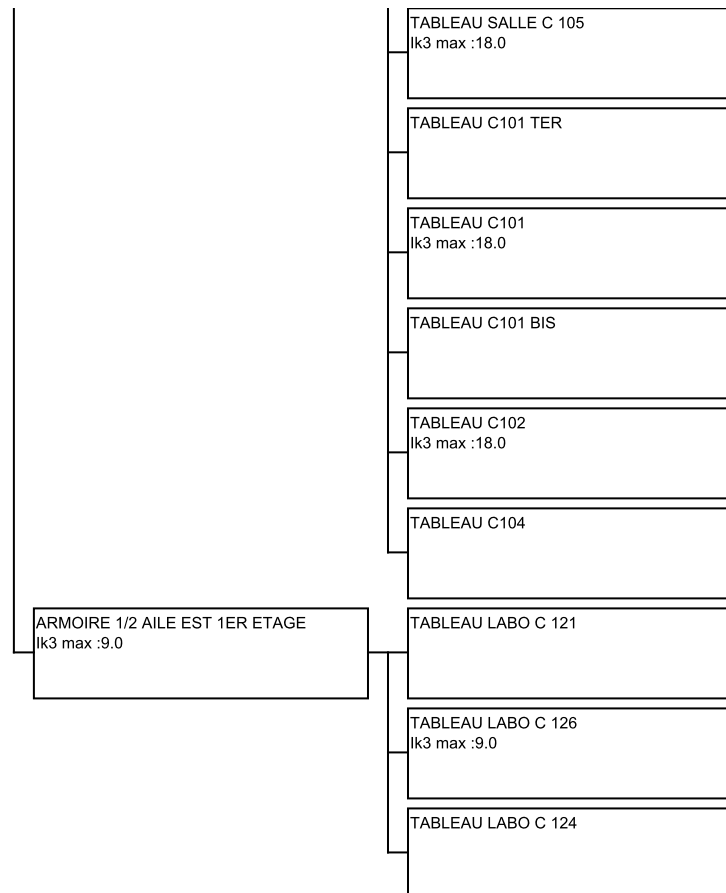 TABLEAU SALLE C 105
Ik3 max :18.0
TABLEAU C101 TER
TABLEAU C101
Ik3 max :18.0
TABLEAU C101 BIS
TABLEAU C102
Ik3 max :18.0
TABLEAU C104
ARMOIRE 1/2 AILE EST 1ER ETAGE
Ik3 max :9.0
TABLEAU LABO C 121
TABLEAU LABO C 126
Ik3 max :9.0
TABLEAU LABO C 124